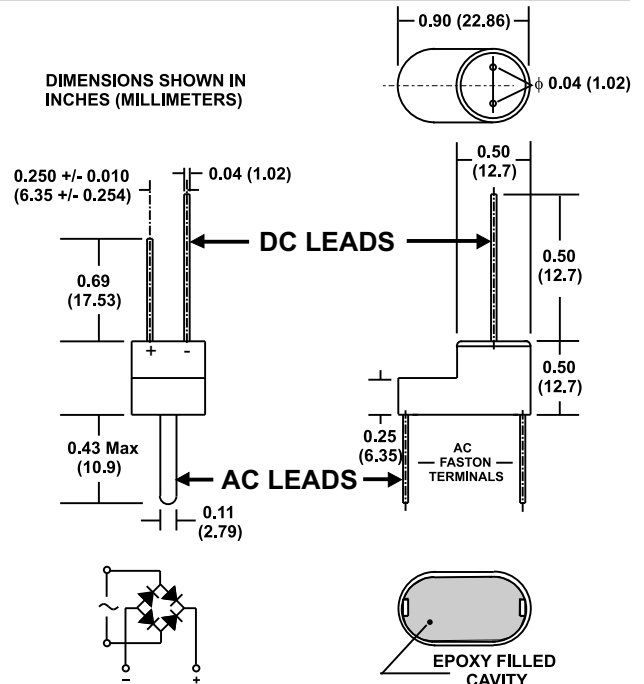 0.90 (22.86)
DIMENSIONS SHOWN IN
INCHES (MILLIMETERS)
ϕ 0.04 (1.02)
0.50
(12.7)
0.250 +/- 0.010
(6.35 +/- 0.254)
0.04 (1.02)
DC LEADS
0.69
(17.53)
0.50
(12.7)
+ -
0.50
(12.7)
0.43 Max
(10.9)
0.25
(6.35)
AC
FASTON
TERMINALS
AC LEADS
0.11
(2.79)
~
- +
EPOXY FILLED
CAVITY